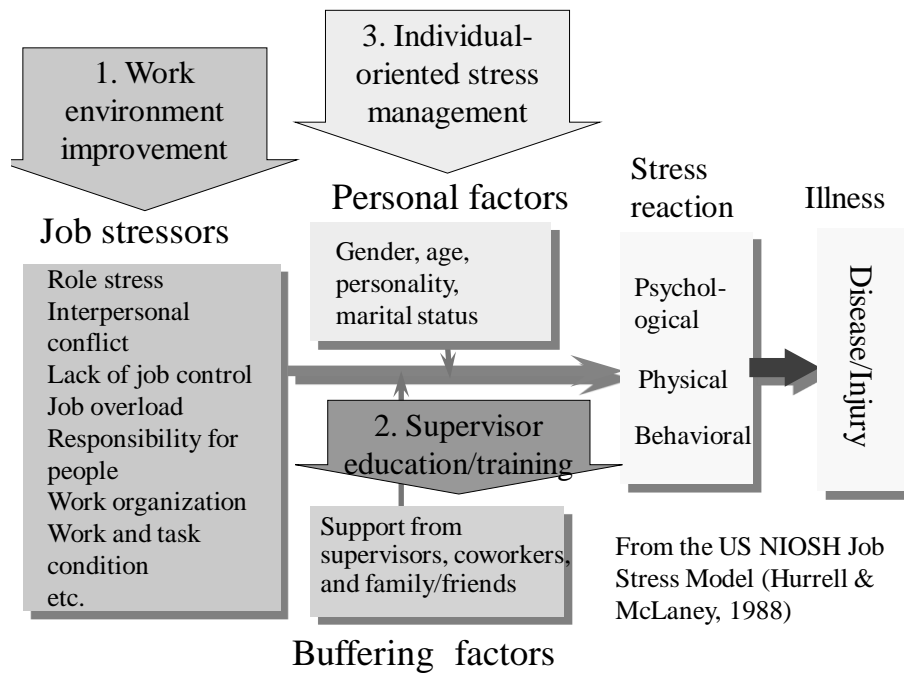 1. Work
environment
improvement
3. Individual-
oriented stress
management
Job stressors
Role stress
Interpersonal
conflict
Lack of job control
Job overload
Responsibility for
people
Work organization
Work and task
condition
etc.
Personal factors
Gender, age,
personality,
marital status
2. Supervisor
education/training
Support from
supervisors, coworkers,
and family/friends
Buffering factors
Stress
reaction
Psychol-
ogical
Physical
Behavioral
Illness
Disease/Injury
From the US NIOSH Job
Stress Model (Hurrell &
McLaney, 1988)